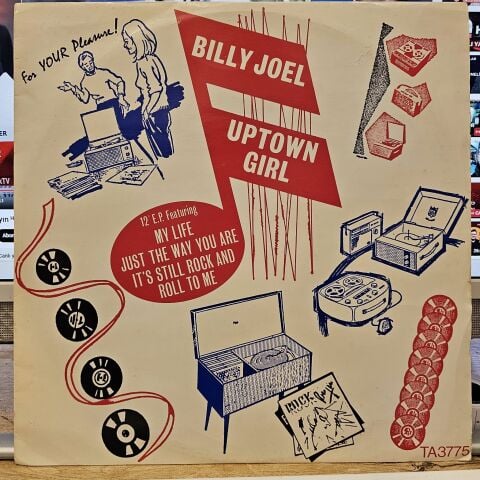 For YOUR Pleasure!
BILLY JOEL
UPTOWN
GIRL
12" E.P. Featuring
MY LIFE
JUST THE WAY YOU ARE
IT'S STILL ROCK AND
ROLL TO ME
TA3775